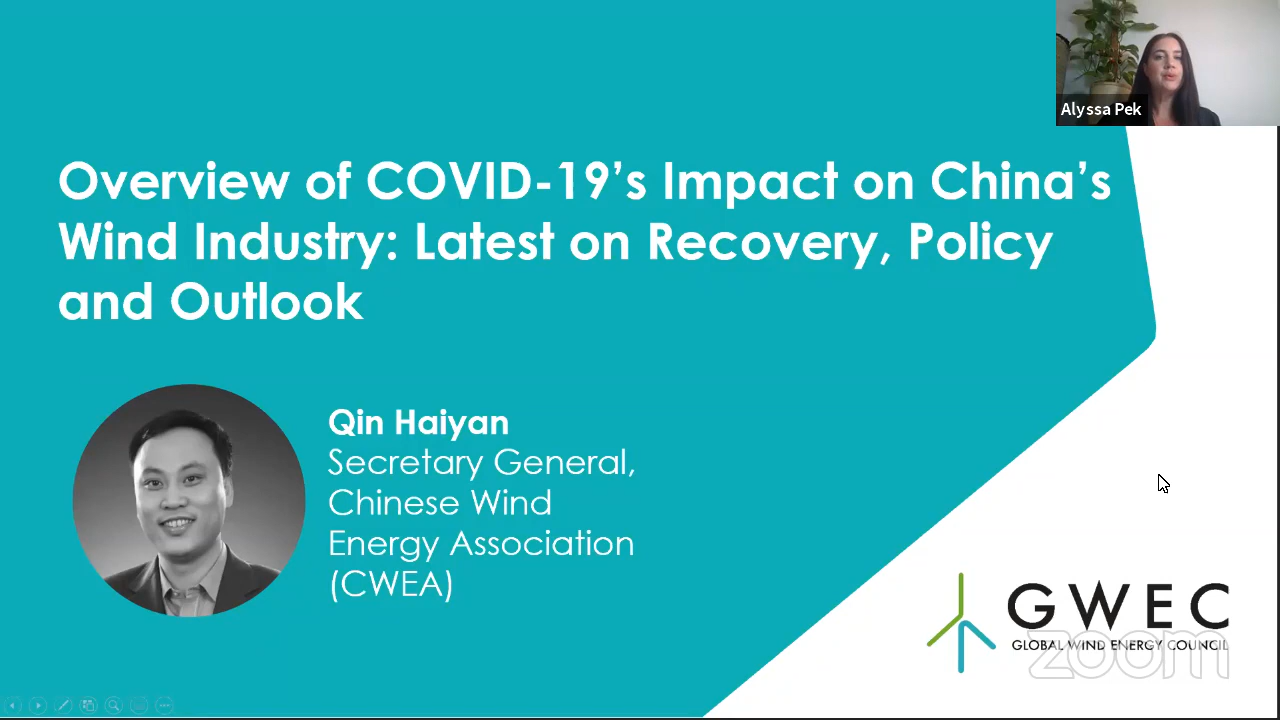 Alyssa Pek
Overview of COVID-19’s Impact on China’s
Wind Industry: Latest on Recovery, Policy
and Outlook
Qin Haiyan
Secretary General,
Chinese Wind
Energy Association
(CWEA)
GWEC
GLOBAL WIND ENERGY COUNCIL
zoom